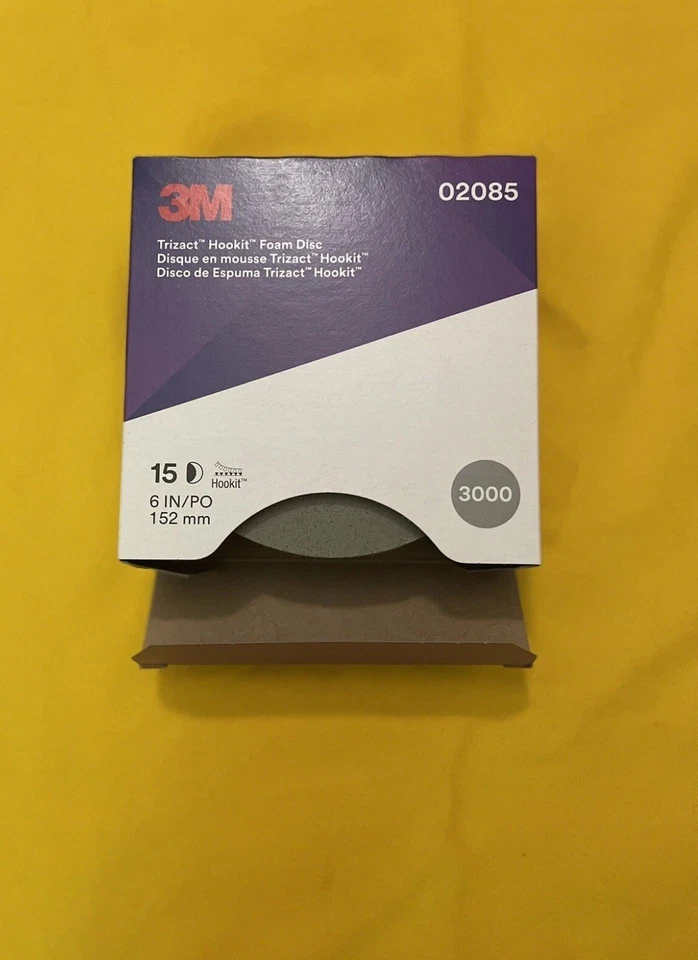 3M
02085
Trizact™ Hookit™ Foam Disc
Disque en mousse Trizact™ Hookit™
Disco de Espuma Trizact™ Hookit™
15
Hookit™
6 IN/PO
152 mm
3000